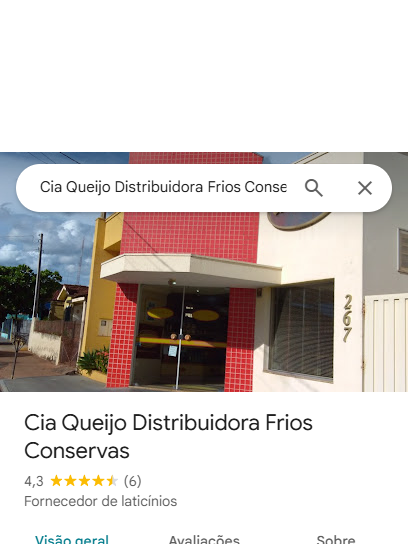 Cia Queijo Distribuidora Frios Conse
267
Cia Queijo Distribuidora Frios
Conservas
4,3 (6)
Fornecedor de laticínios
Visão geral Avaliações Sobre